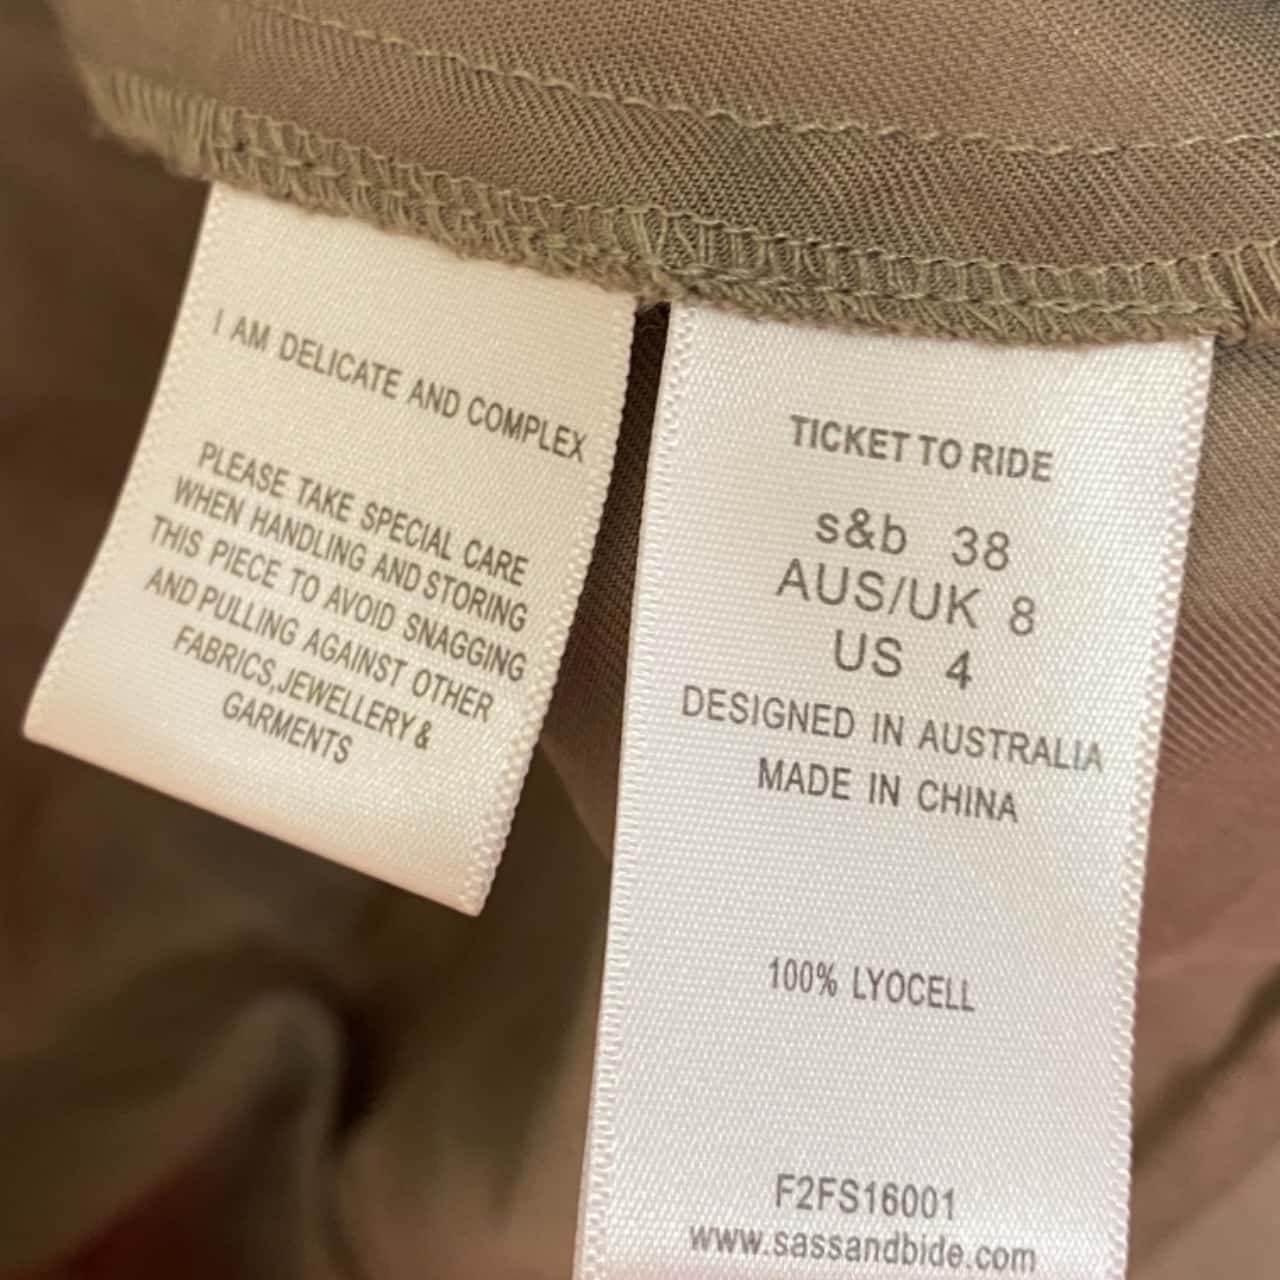 I AM DELICATE AND COMPLEX
PLEASE TAKE SPECIAL CARE
WHEN HANDLING AND STORING
THIS PIECE TO AVOID SNAGGING
AND PULLING AGAINST OTHER
FABRICS,JEWELLERY &
GARMENTS
TICKET TO RIDE
s&b 38
AUS/UK 8
US 4
DESIGNED IN AUSTRALIA
MADE IN CHINA
100% LYOCELL
F2FS16001
www.sassandbide.com